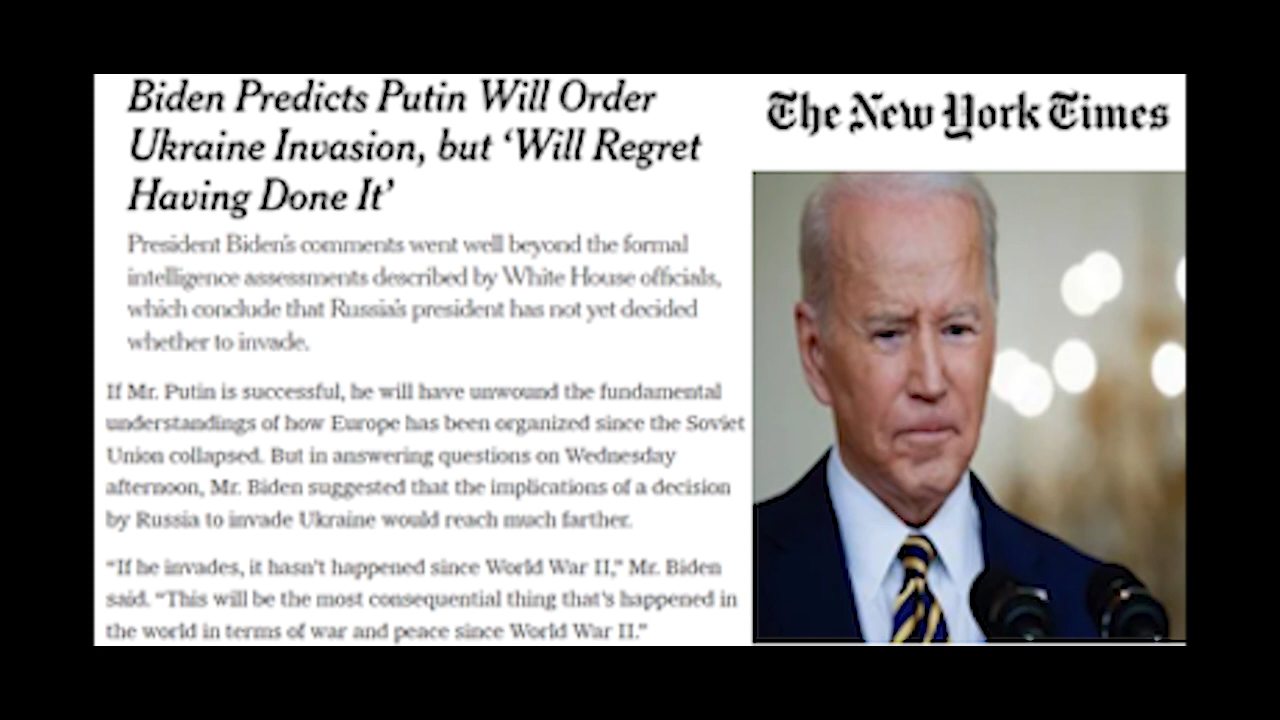 Biden Predicts Putin Will Order
Ukraine Invasion, but ‘Will Regret
Having Done It’
The New York Times
President Biden's comments went well beyond the formal
intelligence assessments described by White House officials,
which conclude that Russia's president has not yet decided
whether to invade.
If Mr. Putin is successful, he will have unwound the fundamental
understandings of how Europe has been organized since the Soviet
Union collapsed. But in answering questions on Wednesday
afternoon, Mr. Biden suggested that the implications of a decision
by Russia to invade Ukraine would reach much farther.
“If he invades, it hasn't happened since World War II,” Mr. Biden
said. “This will be the most consequential thing that's happened in
the world in terms of war and peace since World War II.”